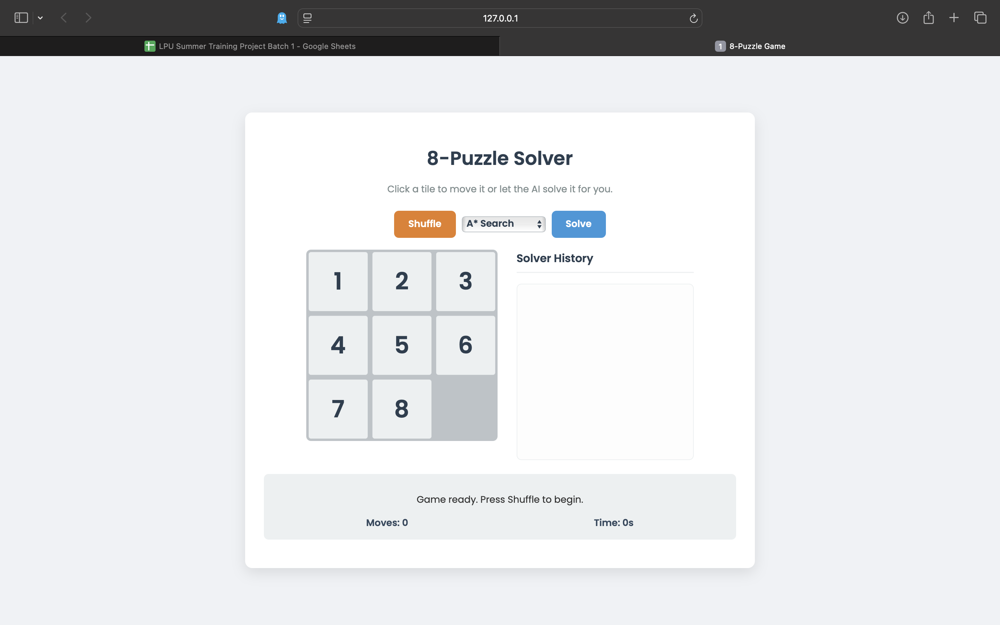 127.0.0.1
LPU Summer Training Project Batch 1 - Google Sheets
1 8-Puzzle Game
8-Puzzle Solver
Click a tile to move it or let the AI solve it for you.
Shuffle A* Search Solve
Solver History
1 2 3
4 5 6
7 8
Game ready. Press Shuffle to begin.
Moves: 0 Time: 0s